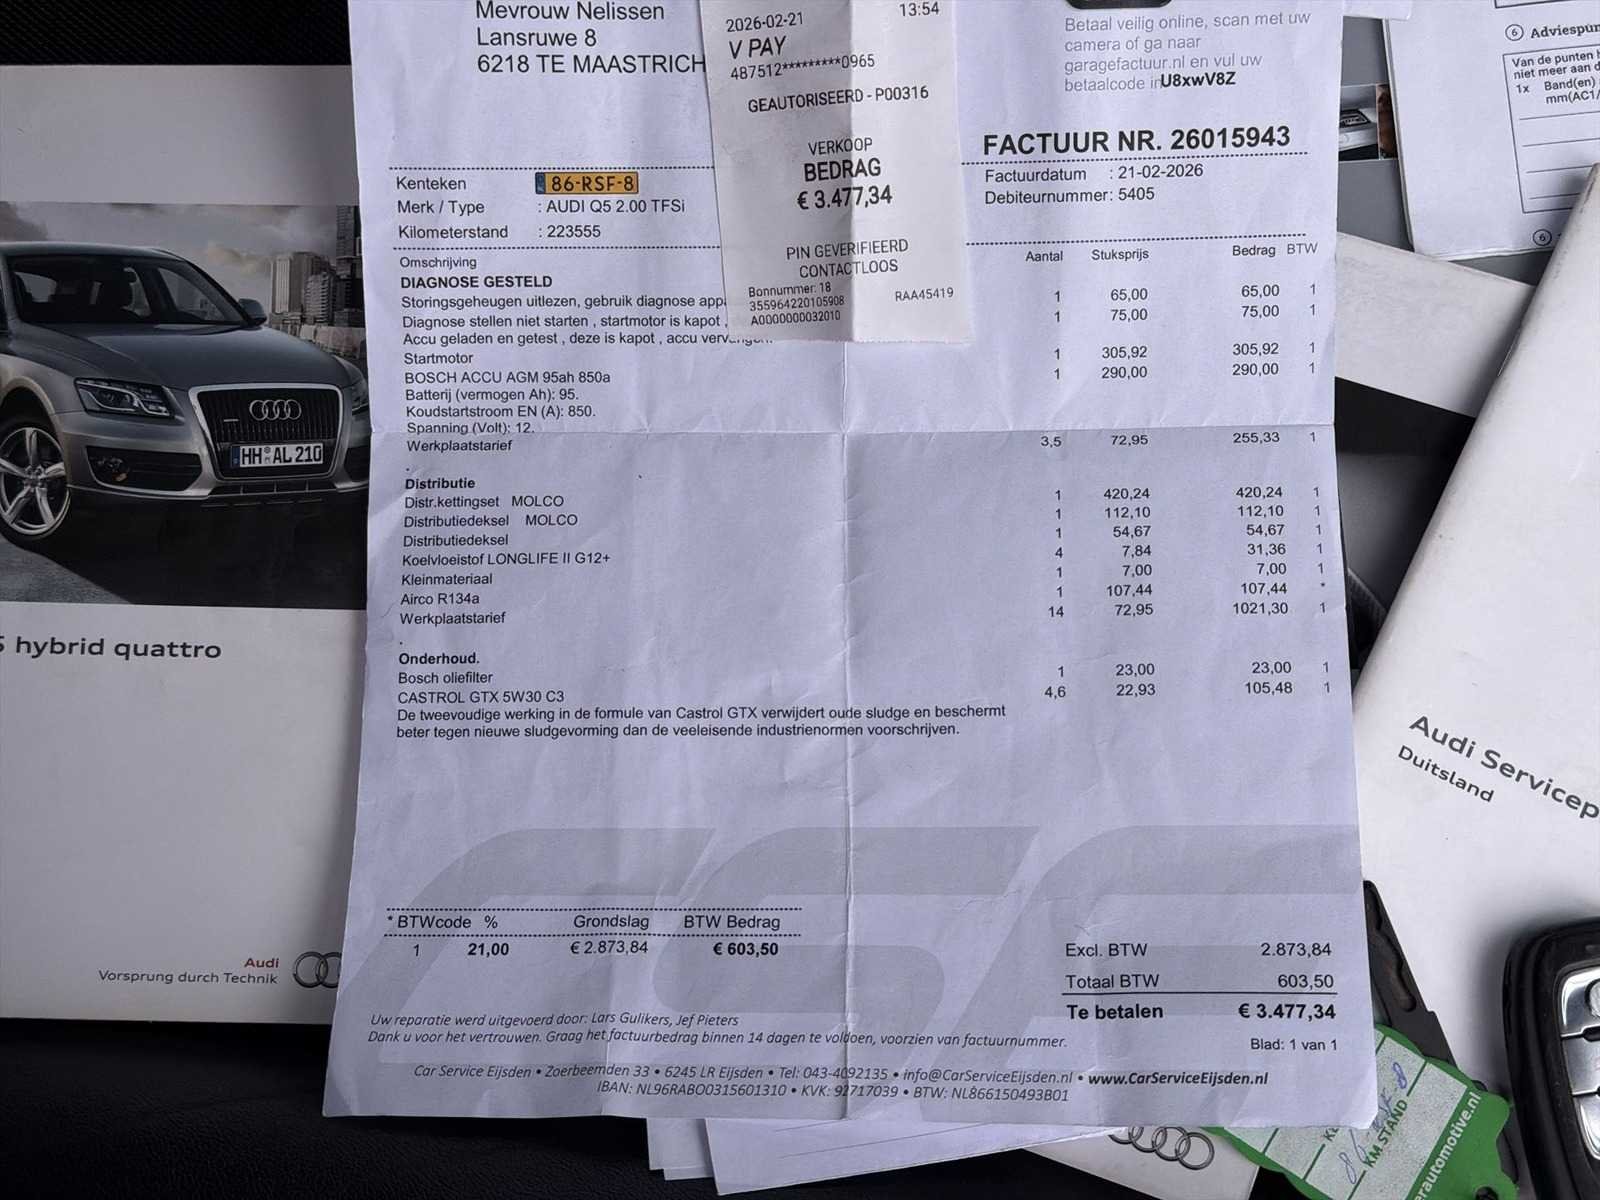 Mevrouw Nelissen
Lansruwe 8
6218 TE MAASTRICH
2026-02-21 13:54
V PAY
487512*********0965
GEAUTORISEERD - P00316
VERKOOP
BEDRAG
€ 3.477,34
PIN GEVERIFIEERD
CONTACTLOOS
Bonnummer: 18
355964220105908 RAA45419
A0000000032010
Betaal veilig online, scan met uw
camera of ga naar
garagefactuur.nl en vul uw
betaalcode in U8xwV8Z
FACTUUR NR. 26015943
Factuurdatum : 21-02-2026
Debiteurnummer: 5405
Kenteken 86-RSF-8
Merk / Type : AUDI Q5 2.00 TFSi
Kilometerstand : 223555
Omschrijving Aantal Stuksprijs Bedrag BTW
DIAGNOSE GESTELD
Storingsgeheugen uitlezen, gebruik diagnose app 1 65,00 65,00 1
Diagnose stellen niet starten , startmotor is kapot , 1 75,00 75,00 1
Accu geladen en getest , deze is kapot , accu vervangen.
Startmotor 1 305,92 305,92 1
BOSCH ACCU AGM 95ah 850a 1 290,00 290,00 1
Batterij (vermogen Ah): 95.
Koudstartstroom EN (A): 850.
Spanning (Volt): 12.
Werkplaatstarief 3,5 72,95 255,33 1
.
Distributie
Distr.kettingset MOLCO 1 420,24 420,24 1
Distributiedeksel MOLCO 1 112,10 112,10 1
Distributiedeksel 1 54,67 54,67 1
Koelvloeistof LONGLIFE II G12+ 4 7,84 31,36 1
Kleinmateriaal 1 7,00 7,00 1
Airco R134a 1 107,44 107,44 *
Werkplaatstarief 14 72,95 1021,30 1
.
Onderhoud.
Bosch oliefilter 1 23,00 23,00 1
CASTROL GTX 5W30 C3 4,6 22,93 105,48 1
De tweevoudige werking in de formule van Castrol GTX verwijdert oude sludge en beschermt
beter tegen nieuwe sludgevorming dan de veeleisende industrienormen voorschrijven.
* BTWcode % Grondslag BTW Bedrag
1 21,00 € 2.873,84 € 603,50
Excl. BTW 2.873,84
Totaal BTW 603,50
Te betalen € 3.477,34
Uw reparatie werd uitgevoerd door: Lars Gulikers, Jef Pieters
Dank u voor het vertrouwen. Graag het factuurbedrag binnen 14 dagen te voldoen, voorzien van factuurnummer.
Blad: 1 van 1
Car Service Eijsden • Zoerbeemden 33 • 6245 LR Eijsden • Tel: 043-4092135 • info@CarServiceEijsden.nl • www.CarServiceEijsden.nl
IBAN: NL96RABO0315601310 • KVK: 92717039 • BTW: NL866150493B01
HH AL 210
5 hybrid quattro
Audi
Vorsprung durch Technik
6 Adviespun
Van de punten h
niet meer aan d
1x Band(en)
mm(AC1/
6
Audi Servicep
Duitsland
KM STAND
erautomotive.nl